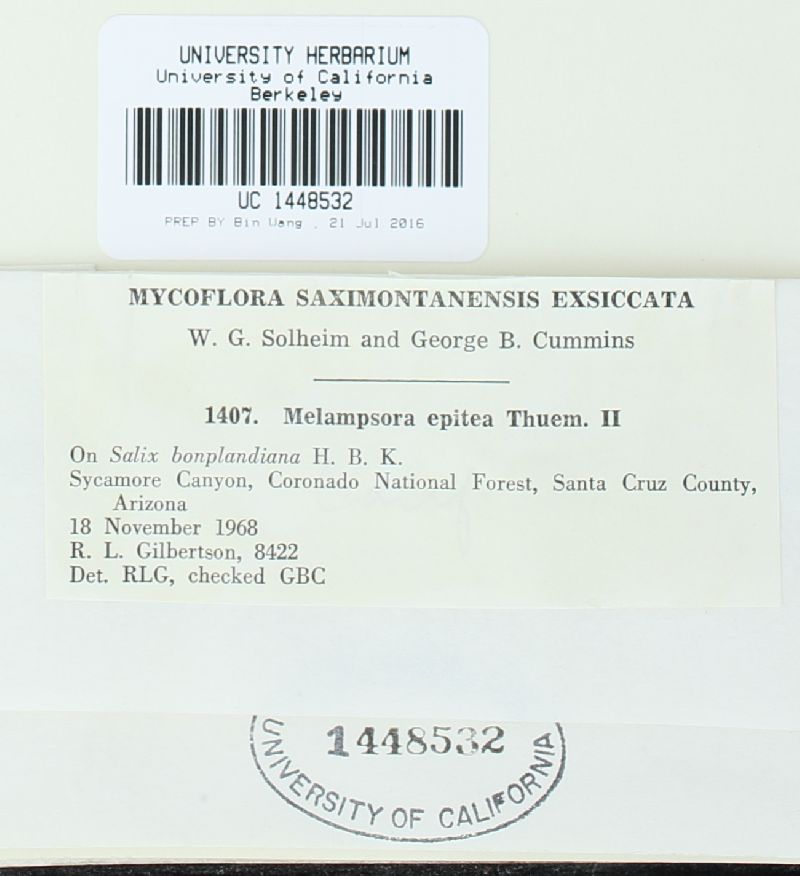 UNIVERSITY HERBARIUM
University of California
Berkeley
UC 1448532
PREP BY Bin Wang . 21 Jul 2016
MYCOFLORA SAXIMONTANENSIS EXSICCATA
W. G. Solheim and George B. Cummins
1407. Melampsora epitea Thuem. II
On Salix bonplandiana H. B. K.
Sycamore Canyon, Coronado National Forest, Santa Cruz County,
Arizona
18 November 1968
R. L. Gilbertson, 8422
Det. RLG, checked GBC
1448532
UNIVERSITY OF CALIFORNIA